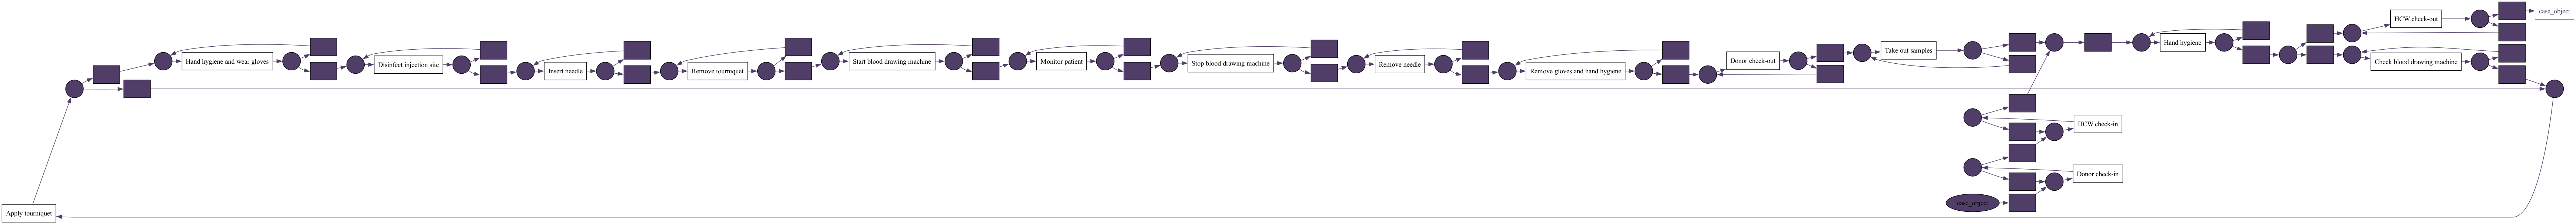 case_object
HCW check-out
Hand hygiene
Take out samples
Donor check-out
Hand hygiene and wear gloves
Disinfect injection site
Insert needle
Remove tourniquet
Start blood drawing machine
Monitor patient
Stop blood drawing machine
Remove needle
Remove gloves and hand hygiene
Check blood drawing machine
HCW check-in
Donor check-in
case_object
Apply tourniquet